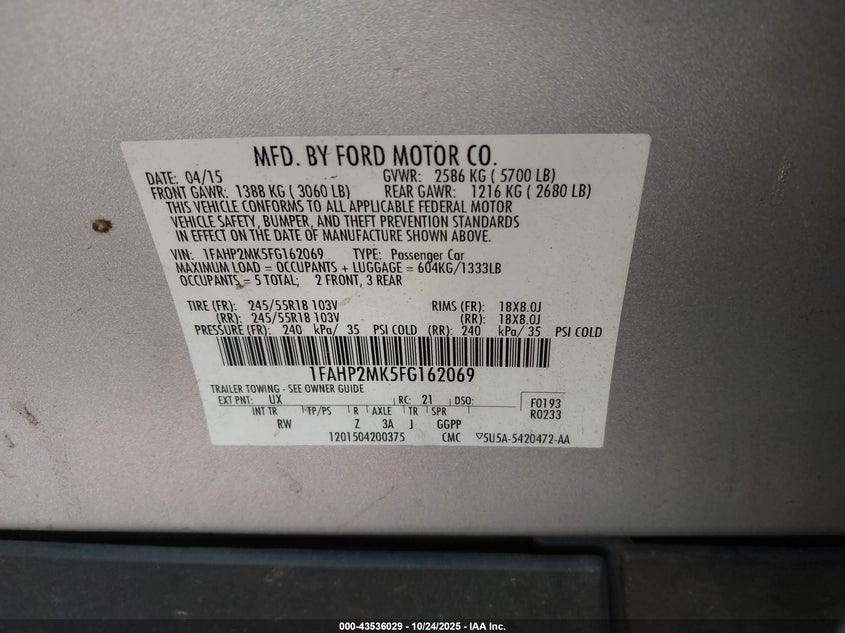 MFD. BY FORD MOTOR CO.
DATE: 04/15 GVWR: 2586 KG ( 5700 LB)
FRONT GAWR: 1388 KG ( 3060 LB) REAR GAWR: 1216 KG ( 2680 LB)
THIS VEHICLE CONFORMS TO ALL APPLICABLE FEDERAL MOTOR
VEHICLE SAFETY, BUMPER, AND THEFT PREVENTION STANDARDS
IN EFFECT ON THE DATE OF MANUFACTURE SHOWN ABOVE.
VIN: 1FAHP2MK5FG162069 TYPE: Passenger Car
MAXIMUM LOAD = OCCUPANTS + LUGGAGE = 604KG/1333LB
OCCUPANTS = 5 TOTAL; 2 FRONT, 3 REAR
TIRE (FR): 245/55R18 103V RIMS (FR): 18X8.0J
(RR): 245/55R18 103V (RR): 18X8.0J
PRESSURE (FR): 240 kPa/ 35 PSI COLD (RR): 240 kPa/ 35 PSI COLD
1FAHP2MK5FG162069
TRAILER TOWING - SEE OWNER GUIDE
EXT PNT: UX RC: 21 DSO: F0193
INT TR TP/PS R AXLE TR SPR R0233
RW Z 3A J GGPP
1201504200375 CMC ▽5U5A-5420472-AA
000-43536029 - 10/24/2025 - IAA Inc.